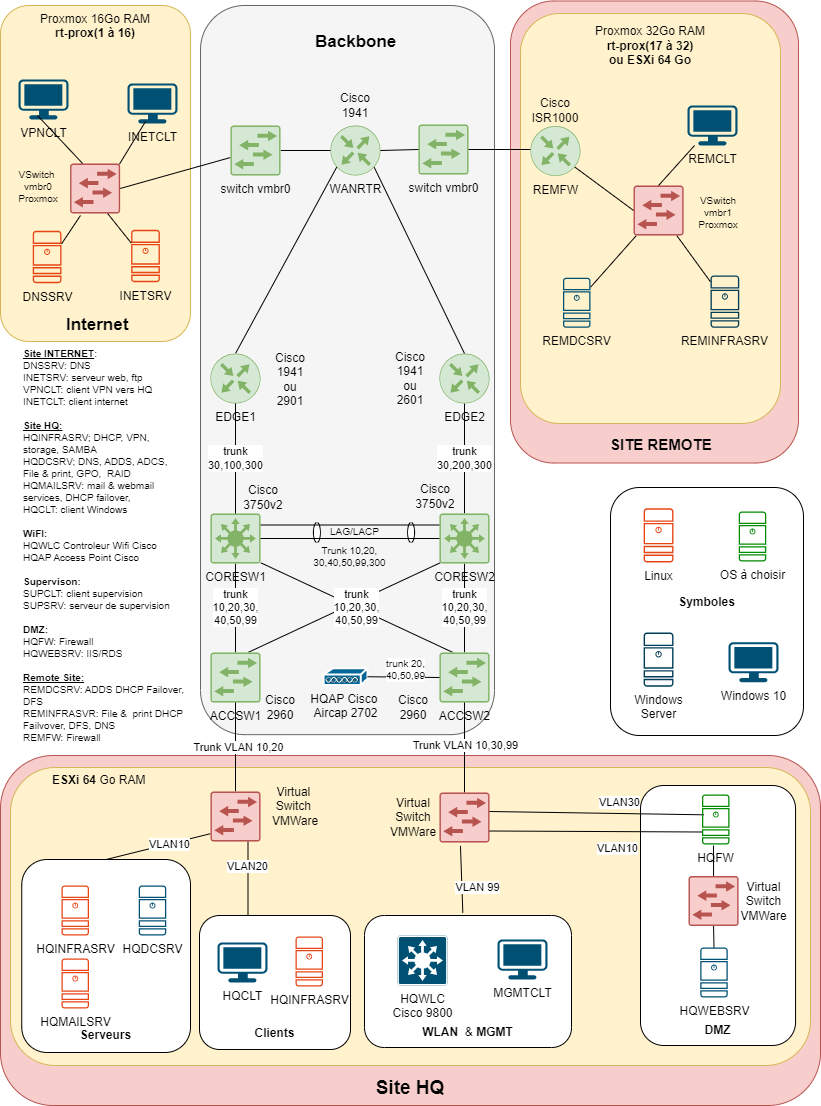 Proxmox 16Go RAM
rt-prox(1 à 16)
VPNCLT
INETCLT
VSwitch
vmbr0
Proxmox
DNSSRV
INETSRV
Internet
Backbone
Cisco
1941
switch vmbr0
WANRTR
switch vmbr0
Cisco
1941
ou
2901
EDGE1
Cisco
1941
ou
2601
EDGE2
trunk
30,100,300
trunk
30,200,300
Cisco
3750v2
Cisco
3750v2
LAG/LACP
Trunk 10,20,
30,40,50,99,300
CORESW1
CORESW2
trunk
10,20,30,
40,50,99
trunk
10,20,30,
40,50,99
trunk
10,20,30,
40,50,99
trunk 20,
40,50,99
HQAP Cisco
Aircap 2702
ACCSW1
Cisco
2960
Cisco
2960
ACCSW2
Proxmox 32Go RAM
rt-prox(17 à 32)
ou ESXi 64 Go
Cisco
ISR1000
REMFW
REMCLT
VSwitch
vmbr1
Proxmox
REMDCSRV
REMINFRASRV
SITE REMOTE
Site INTERNET:
DNSSRV: DNS
INETSRV: serveur web, ftp
VPNCLT: client VPN vers HQ
INETCLT: client internet
Site HQ:
HQINFRASRV; DHCP, VPN,
storage, SAMBA
HQDCSRV; DNS, ADDS, ADCS,
File & print, GPO, RAID
HQMAILSRV: mail & webmail
services, DHCP failover,
HQCLT: client Windows
WiFI:
HQWLC Controleur Wifi Cisco
HQAP Access Point Cisco
Supervison:
SUPCLT: client supervision
SUPSRV: serveur de supervision
DMZ:
HQFW: Firewall
HQWEBSRV: IIS/RDS
Remote Site:
REMDCSRV: ADDS DHCP Failover,
DFS
REMINFRASVR: File & print DHCP
Failvover, DFS, DNS
REMFW: Firewall
Linux
OS à choisir
Symboles
Windows
Server
Windows 10
Trunk VLAN 10,20
Trunk VLAN 10,30,99
ESXi 64 Go RAM
Virtual
Switch
VMWare
Virtual
Switch
VMWare
VLAN10
VLAN20
VLAN 99
VLAN30
VLAN10
HQINFRASRV
HQDCSRV
HQMAILSRV
Serveurs
HQCLT
HQINFRASRV
Clients
HQWLC
Cisco 9800
MGMTCLT
WLAN & MGMT
HQFW
Virtual
Switch
VMWare
HQWEBSRV
DMZ
Site HQ